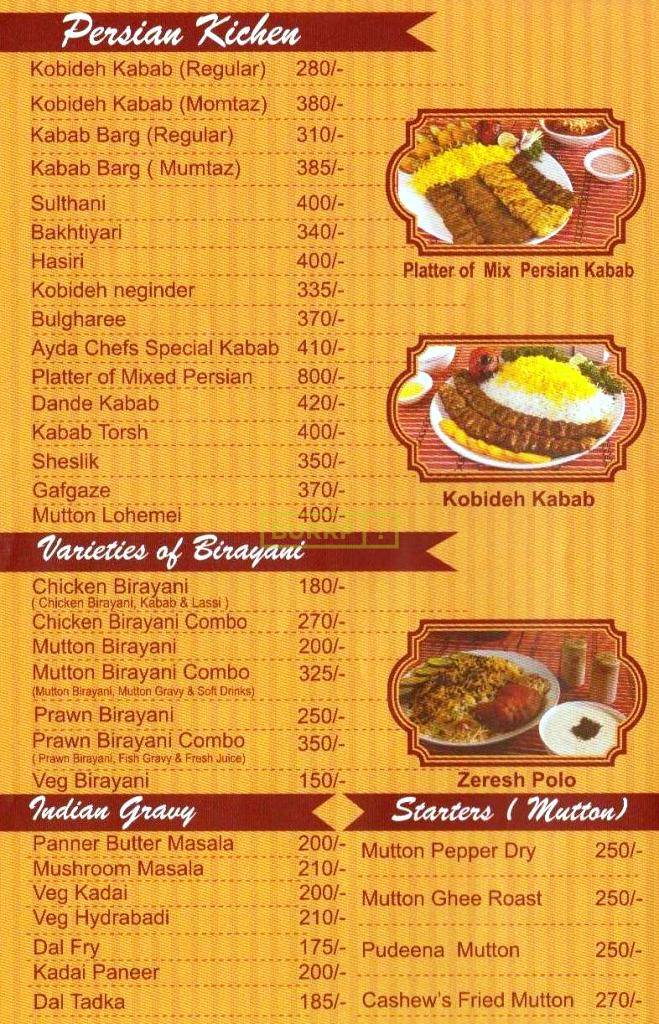 Persian Kichen
Kobideh Kabab (Regular) 280/-
Kobideh Kabab (Momtaz) 380/-
Kabab Barg (Regular) 310/-
Kabab Barg ( Mumtaz) 385/-
Sulthani 400/-
Bakhtiyari 340/-
Hasiri 400/-
Kobideh neginder 335/-
Bulgharee 370/-
Ayda Chefs Special Kabab 410/-
Platter of Mixed Persian 800/-
Dande Kabab 420/-
Kabab Torsh 400/-
Sheslik 350/-
Gafgaze 370/-
Mutton Lohemei 400/-
Platter of Mix Persian Kabab
Kobideh Kabab
Varieties of Birayani
Chicken Birayani 180/-
( Chicken Birayani, Kabab & Lassi )
Chicken Birayani Combo 270/-
Mutton Birayani 200/-
Mutton Birayani Combo 325/-
(Mutton Birayani, Mutton Gravy & Soft Drinks)
Prawn Birayani 250/-
Prawn Birayani Combo 350/-
( Prawn Birayani, Fish Gravy & Fresh Juice)
Veg Birayani 150/-
Zeresh Polo
Indian Gravy
Panner Butter Masala 200/-
Mushroom Masala 210/-
Veg Kadai 200/-
Veg Hydrabadi 210/-
Dal Fry 175/-
Kadai Paneer 200/-
Dal Tadka 185/-
Starters ( Mutton)
Mutton Pepper Dry 250/-
Mutton Ghee Roast 250/-
Pudeena Mutton 250/-
Cashew's Fried Mutton 270/-